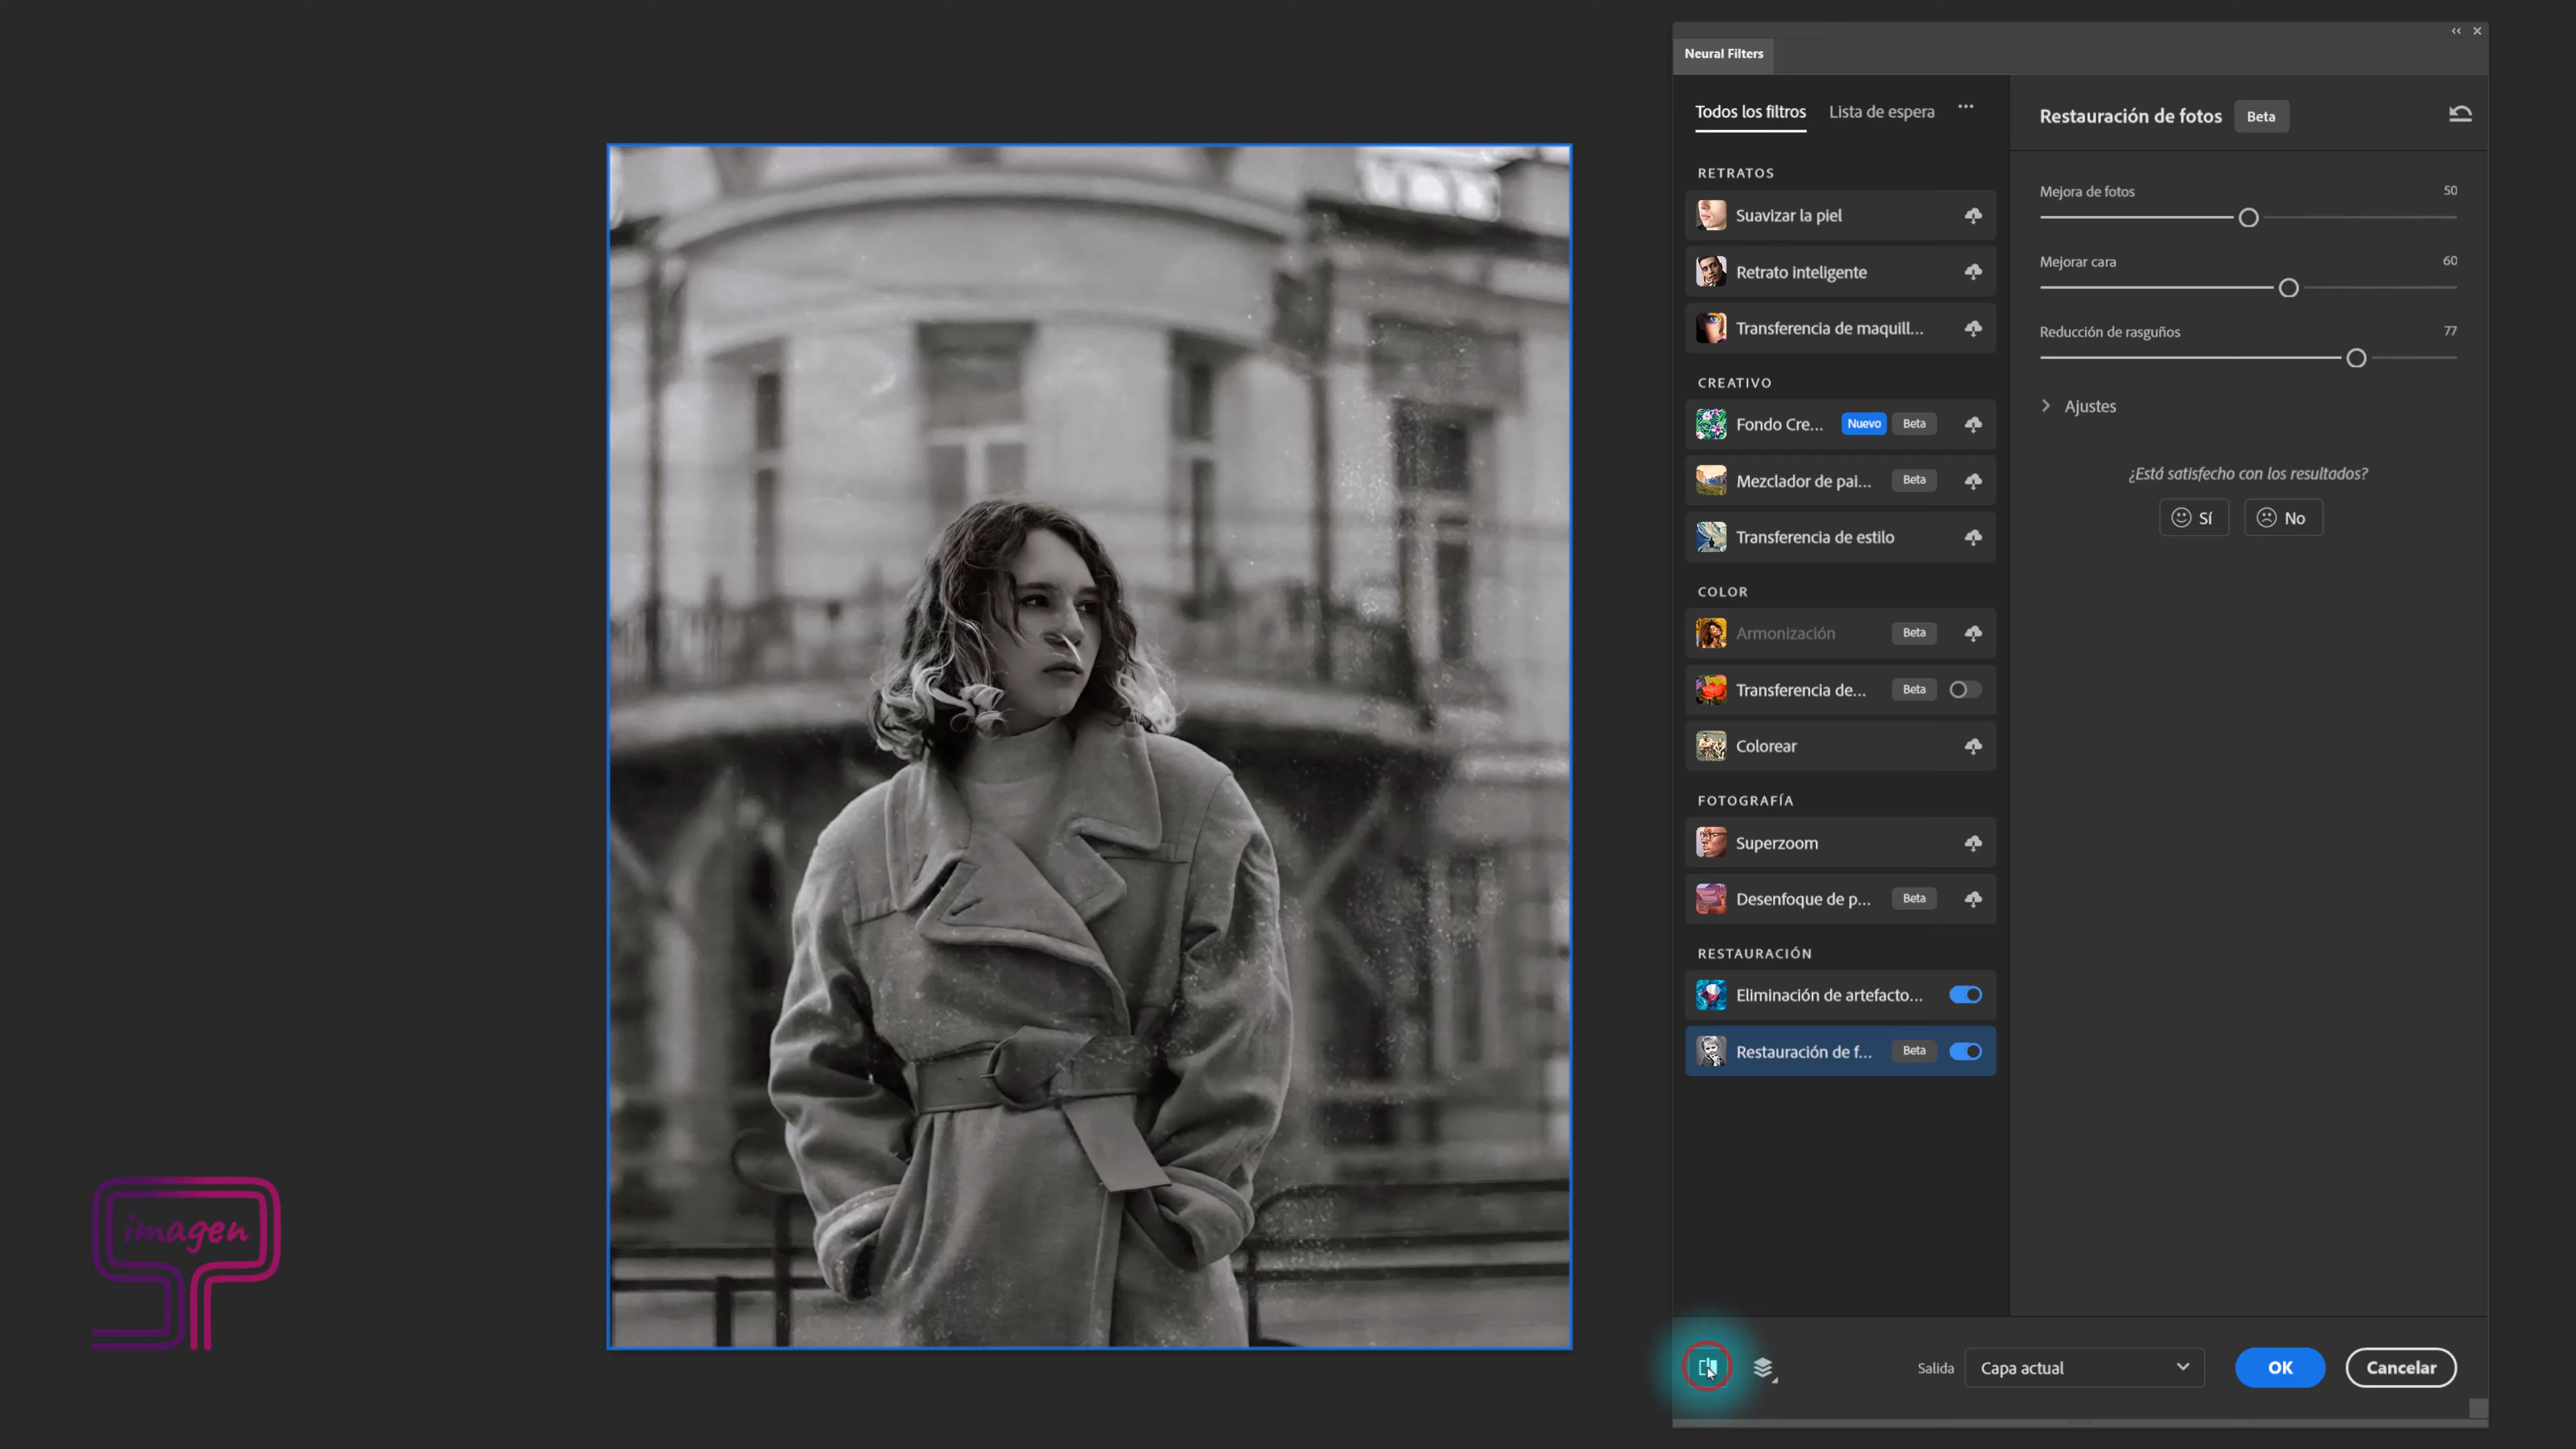 Neural Filters
Todos los filtros
Lista de espera
RETRATOS
Suavizar la piel
Retrato inteligente
Transferencia de maquill...
CREATIVO
Fondo Cre... Nuevo Beta
Mezclador de pai... Beta
Transferencia de estilo
COLOR
Armonización Beta
Transferencia de... Beta
Colorear
FOTOGRAFÍA
Superzoom
Desenfoque de p... Beta
RESTAURACIÓN
Eliminación de artefacto...
Restauración de f... Beta
Restauración de fotos Beta
Mejora de fotos 50
Mejorar cara 60
Reducción de rasguños 77
Ajustes
¿Está satisfecho con los resultados?
Sí No
Salida Capa actual OK Cancelar
imagen